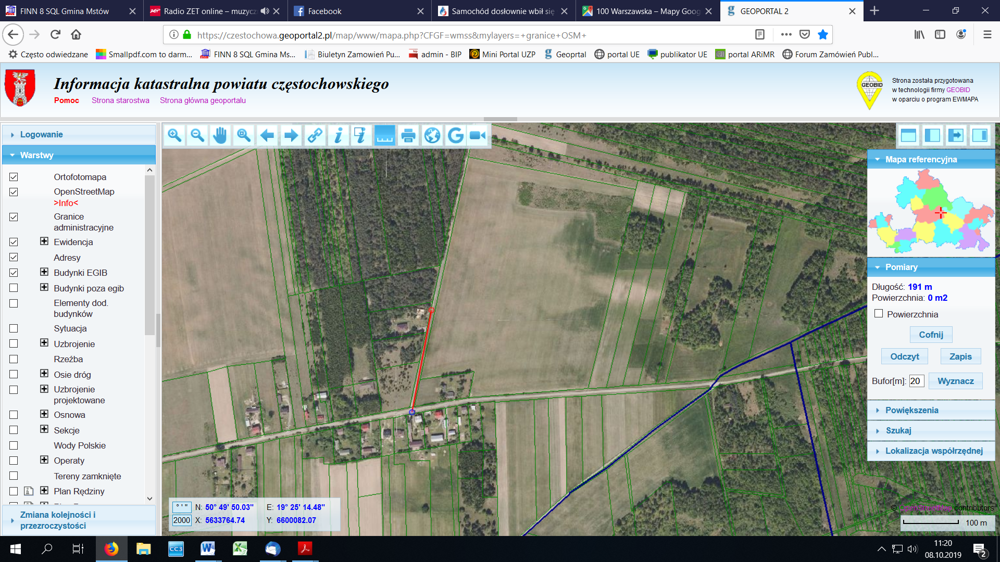 FINN 8 SQL Gmina Mstów
Radio ZET online – muzycz
Facebook
Samochód dosłownie wbił się
100 Warszawska – Mapy Goog
GEOPORTAL 2
https://czestochowa.geoportal2.pl/map/www/mapa.php?CFGF=wmss&mylayers=+granice+OSM+
Często odwiedzane
Smallpdf.com to darm...
FINN 8 SQL Gmina Ms...
Biuletyn Zamowień Pu...
admin - BIP
Mini Portal UZP
Geoprtal
portal UE
publikator UE
portal ARiMR
Forum Zamówień Publ...
Informacja katastralna powiatu częstochowskiego
Pomoc
Strona starostwa
Strona główna geoportalu
GEOBID
Strona została przygotowana
w technologii firmy GEOBID
w oparciu o program EWMAPA
Logowanie
Warstwy
Ortofotomapa
OpenStreetMap
>Info<
Granice
administracyjne
Ewidencja
Adresy
Budynki EGIB
Budynki poza egib
Elementy dod.
budynków
Sytuacja
Uzbrojenie
Rzeźba
Osie dróg
Uzbrojenie
projektowane
Osnowa
Sekcje
Wody Polskie
Operaty
Tereny zamknięte
Plan Rędziny
Zmiana kolejności i
przezroczystości
Mapa referencyjna
Pomiary
Długość: 191 m
Powierzchnia: 0 m2
Powierzchnia
Cofnij
Odczyt
Zapis
Bufor[m]: 20
Wyznacz
Powiększenia
Szukaj
Lokalizacja współrzędnej
° ' "
N: 50° 49' 50.03"
E: 19° 25' 14.48"
2000
X: 5633764.74
Y: 6600082.07
© OpenStreetMap contributors
100 m
CC3
11:20
08.10.2019
2